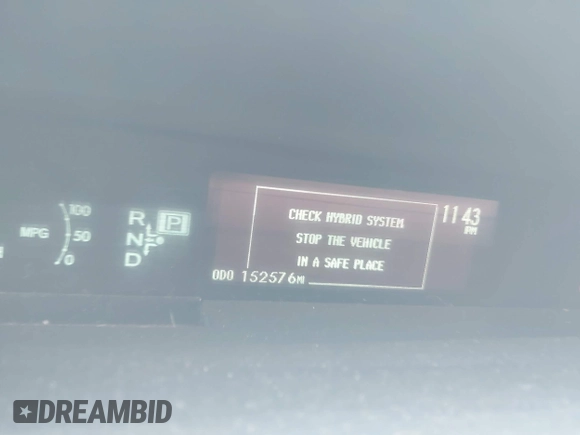 100
MPG
50
0
R
P
N
D
CHECK HYBRID SYSTEM
STOP THE VEHICLE
IN A SAFE PLACE
11 43
PM
ODO 152576 MI
DREAMBID